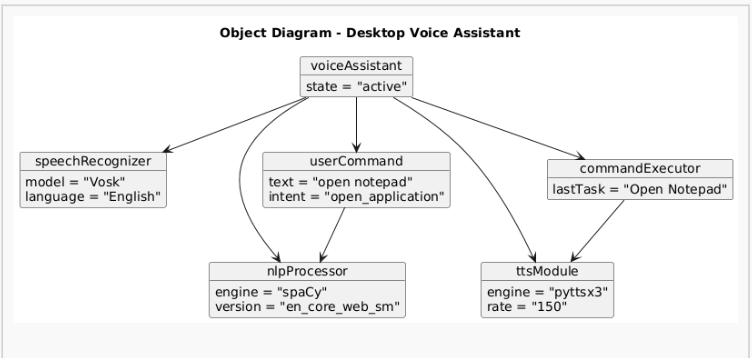 Object Diagram - Desktop Voice Assistant
voiceAssistant
state = "active"
speechRecognizer
model = "Vosk"
language = "English"
userCommand
text = "open notepad"
intent = "open_application"
commandExecutor
lastTask = "Open Notepad"
nlpProcessor
engine = "spaCy"
version = "en_core_web_sm"
ttsModule
engine = "pyttsx3"
rate = "150"